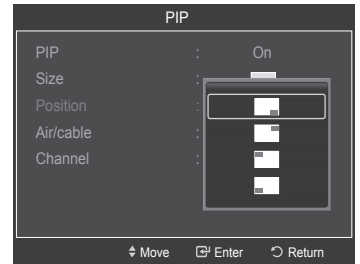 PIP
PIP : On
Size :
Position :
Air/cable :
Channel :
Move Enter Return